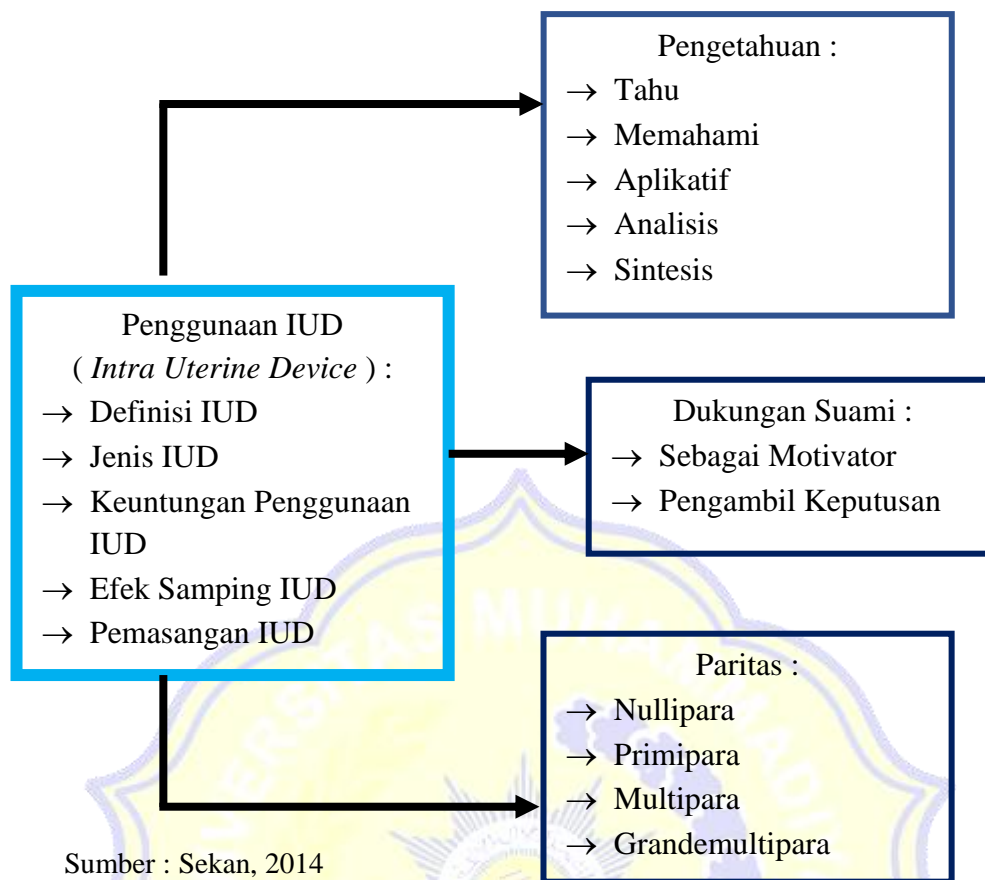 Pengetahuan :
→ Tahu
→ Memahami
→ Aplikatif
→ Analisis
→ Sintesis
Penggunaan IUD
( Intra Uterine Device ) :
→ Definisi IUD
→ Jenis IUD
→ Keuntungan Penggunaan
IUD
→ Efek Samping IUD
→ Pemasangan IUD
Dukungan Suami :
→ Sebagai Motivator
→ Pengambil Keputusan
Paritas :
→ Nullipara
→ Primipara
→ Multipara
→ Grandemultipara
Sumber : Sekan, 2014